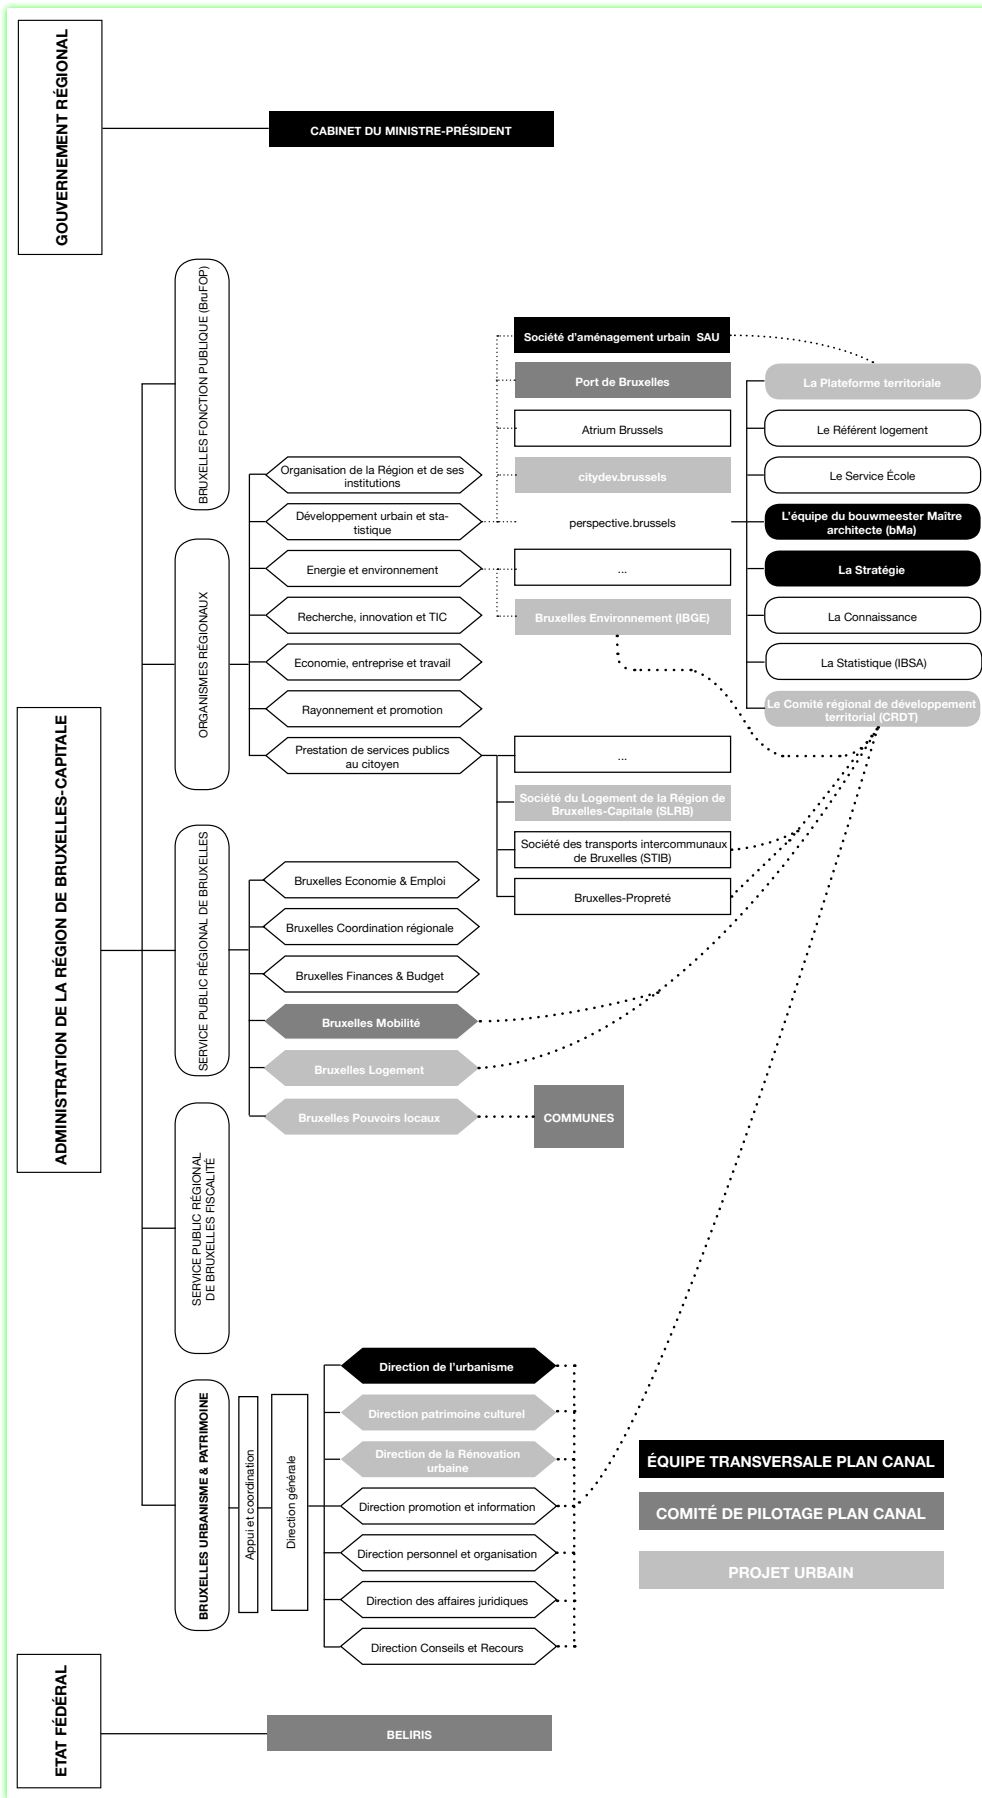 GOUVERNEMENT RÉGIONAL
CABINET DU MINISTRE-PRÉSIDENT
ADMINISTRATION DE LA RÉGION DE BRUXELLES-CAPITALE
BRUXELLES FONCTION PUBLIQUE (BruFOP)
ORGANISMES RÉGIONAUX
Organisation de la Région et de ses
institutions
Développement urbain et sta-
tistique
Energie et environnement
Recherche, innovation et TIC
Economie, entreprise et travail
Rayonnement et promotion
Prestation de services publics
au citoyen
Société d'aménagement urbain SAU
Port de Bruxelles
Atrium Brussels
citydev.brussels
perspective.brussels
...
Bruxelles Environnement (IBGE)
La Plateforme territoriale
Le Référent logement
Le Service École
L'équipe du bouwmeester Maître
architecte (bMa)
La Stratégie
La Connaissance
La Statistique (IBSA)
Le Comité régional de développement
territorial (CRDT)
...
Société du Logement de la Région de
Bruxelles-Capitale (SLRB)
Société des transports intercommunaux
de Bruxelles (STIB)
Bruxelles-Propreté
SERVICE PUBLIC RÉGIONAL DE BRUXELLES
Bruxelles Economie & Emploi
Bruxelles Coordination régionale
Bruxelles Finances & Budget
Bruxelles Mobilité
Bruxelles Logement
Bruxelles Pouvoirs locaux
COMMUNES
SERVICE PUBLIC RÉGIONAL
DE BRUXELLES FISCALITÉ
BRUXELLES URBANISME & PATRIMOINE
Appui et coordination
Direction générale
Direction de l'urbanisme
Direction patrimoine culturel
Direction de la Rénovation
urbaine
Direction promotion et information
Direction personnel et organisation
Direction des affaires juridiques
Direction Conseils et Recours
ÉQUIPE TRANSVERSALE PLAN CANAL
COMITÉ DE PILOTAGE PLAN CANAL
PROJET URBAIN
ETAT FÉDÉRAL
BELIRIS